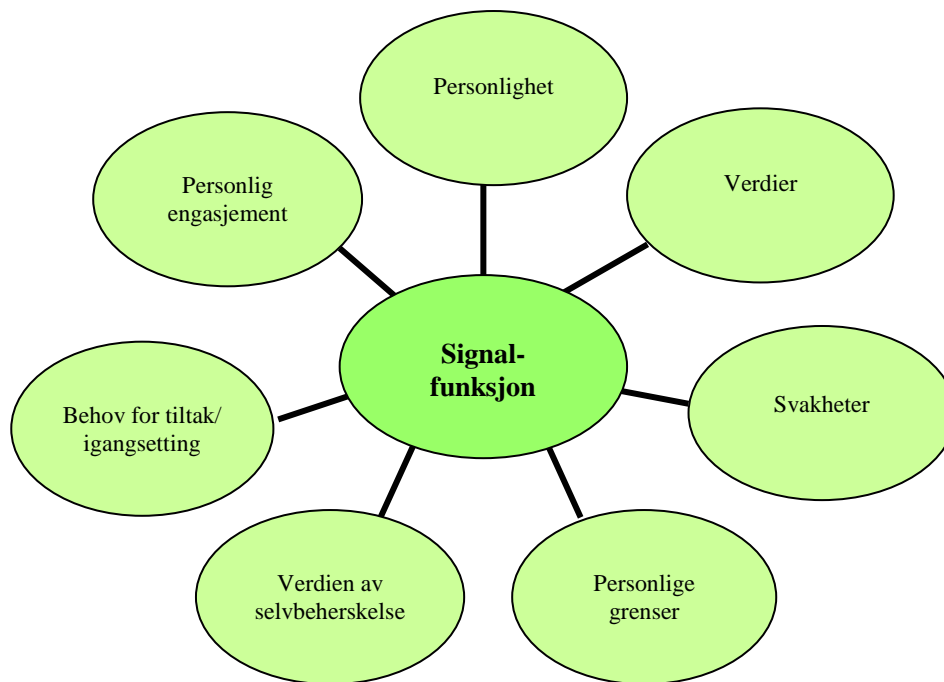 Personlighet
Verdier
Svakheter
Personlige
grenser
Verdien av
selvbeherskelse
Behov for tiltak/
igangsetting
Personlig
engasjement
Signal-
funksjon